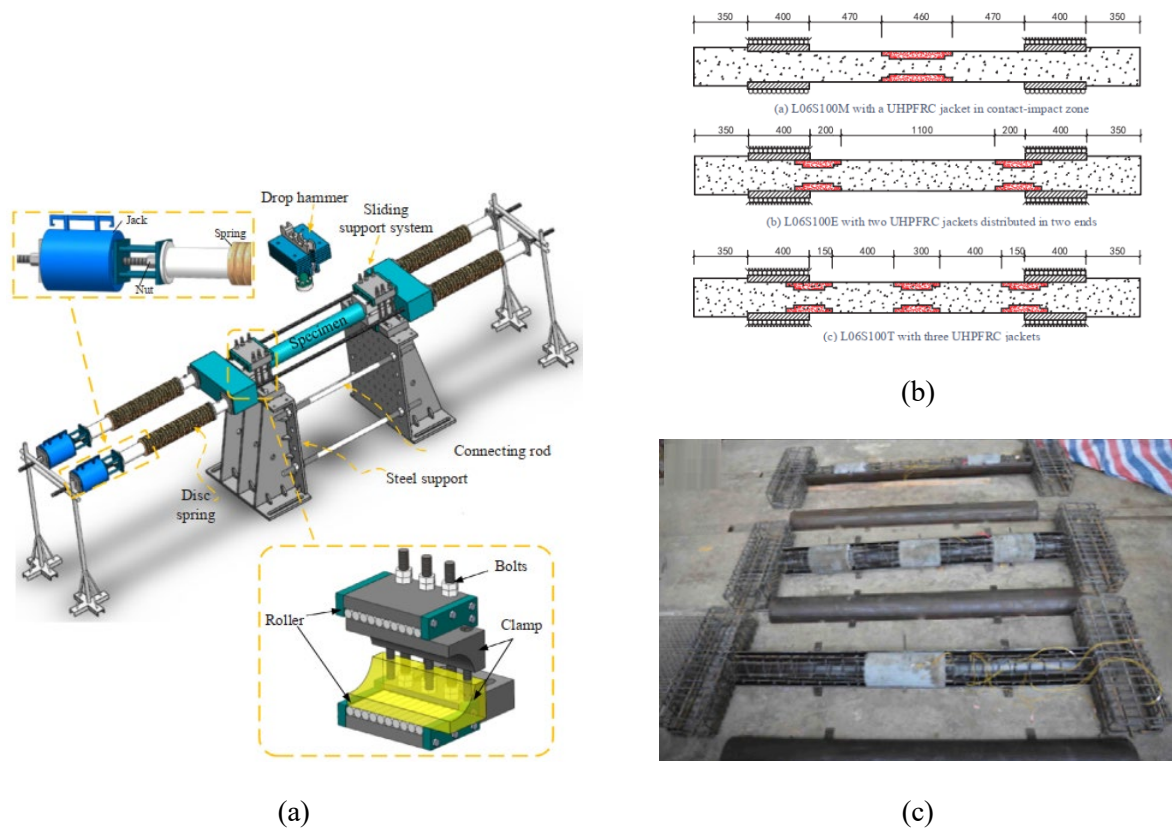 Jack
Spring
Nut
Drop hammer
Sliding
support system
Specimen
Connecting rod
Steel support
Disc
spring
Bolts
Roller
Clamp
(a)
350 400 470 460 470 400 350
(a) L06S100M with a UHPFRC jacket in contact-impact zone
350 400 200 1100 200 400 350
(b) L06S100E with two UHPFRC jackets distributed in two ends
400 150 400 300 400 150 400
350 350
(c) L06S100T with three UHPFRC jackets
(b)
(c)